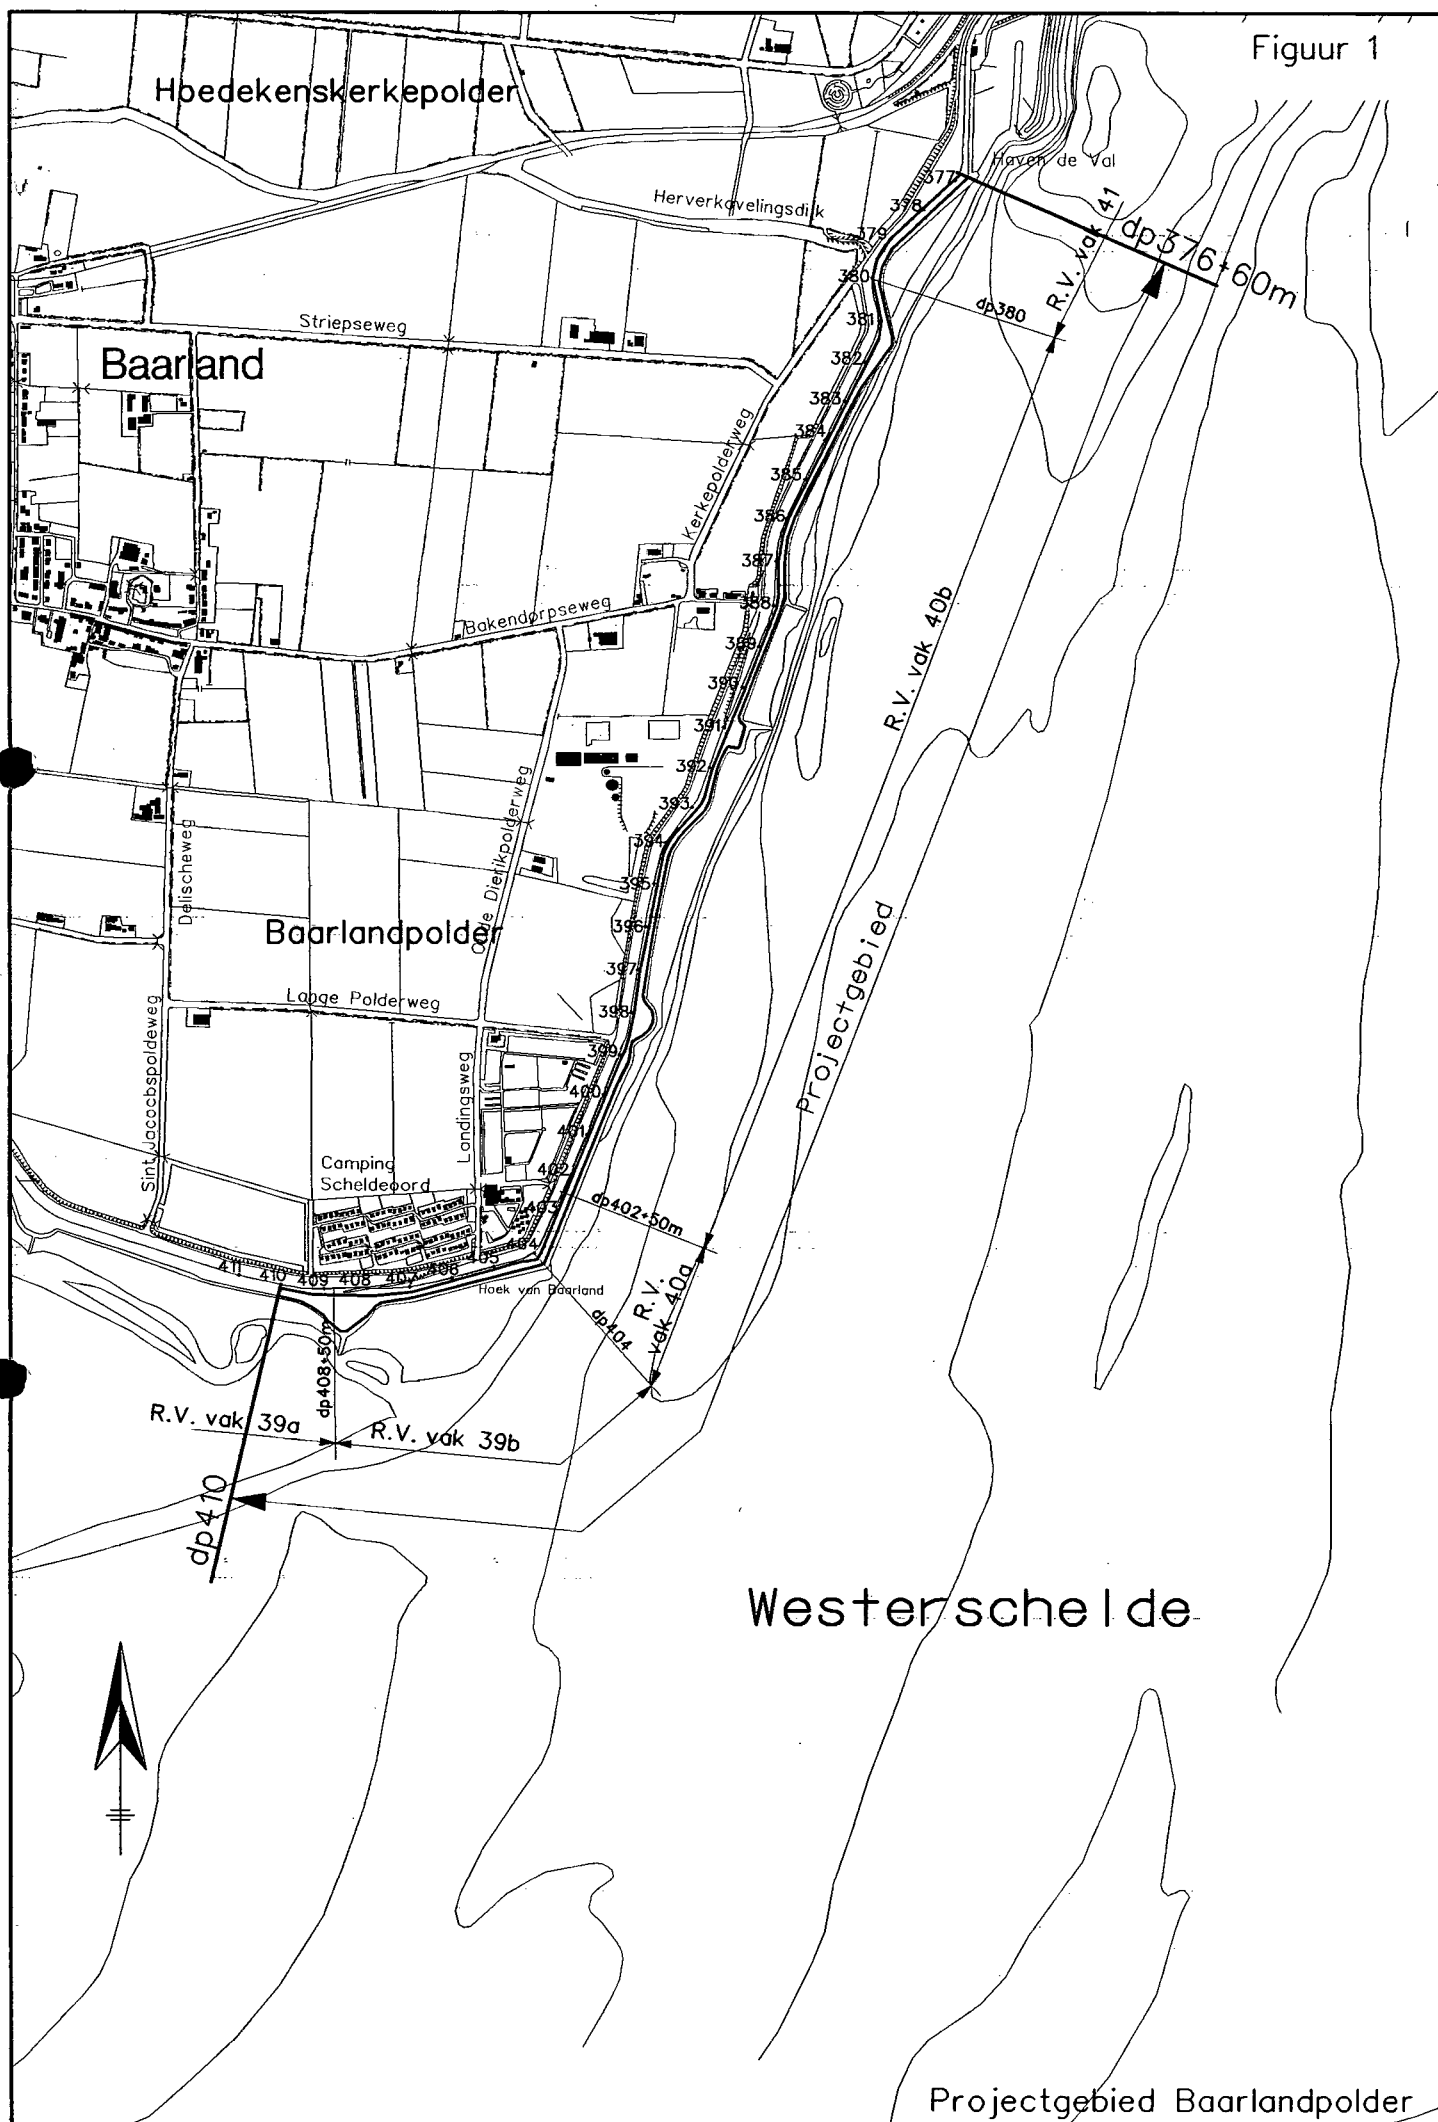 Figuur 1
Hoedekenskerkepolder
Haven de Val
377
Herverkavelingsdijk
378
R.V. vak 41
dp376+60m
379
380
dp380
Striepseweg
381
Baarland
382
383
Kerkepolderweg
384
385
386
387
388
Bakendorpseweg
R.V. vak 40b
389
390
391
392
Oude Dierikpolderweg
393
394
Delischeweg
395
Projectgebied
396
Baarlandpolder
397
Lange Polderweg
398
Sint Jacocbspoldeweg
399
Landingsweg
400
401
Camping
Scheldeoord
402
403
dp402+50m
404
405
406
407
408
409
410
411
Hoek van Baarland
R.V.
vak 40a
dp404
dp408+50m
R.V. vak 39a
R.V. vak 39b
dp410
Westerschelde
Projectgebied Baarlandpolder